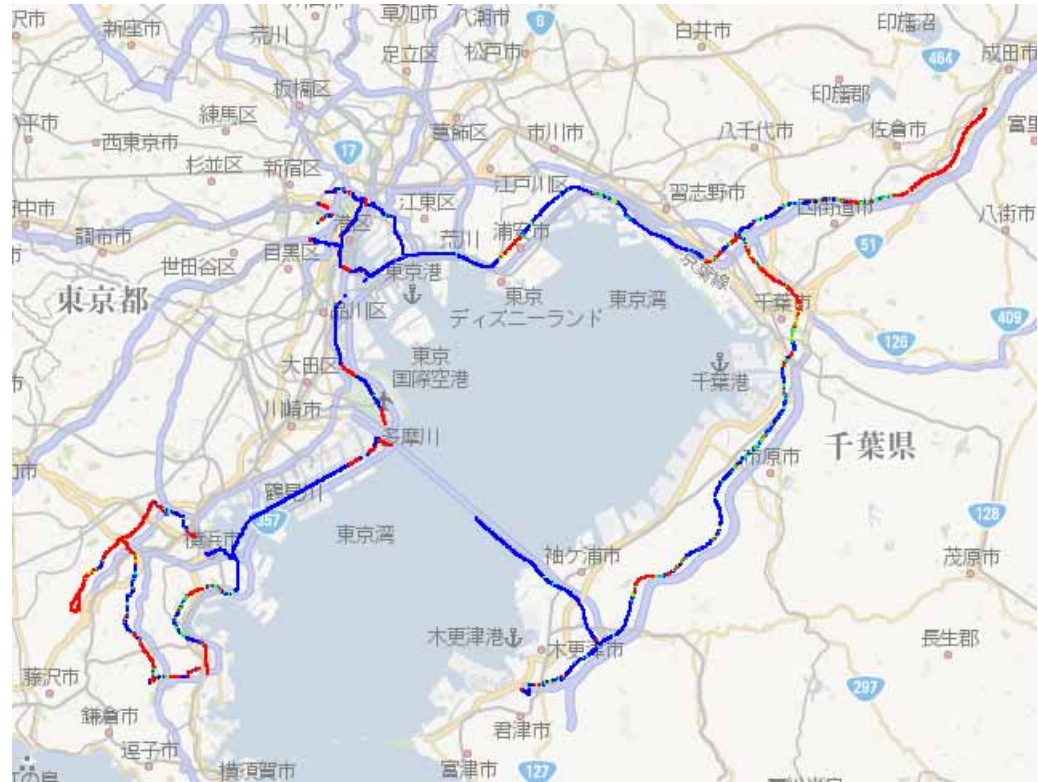 新座市
荒川
草加市
八潮市
6
白井市
印旛沼
成田市
足立区
松戸市
464
板橋区
印旛郡
練馬区
17
葛飾区
市川市
八千代市
佐倉市
富里
西東京市
杉並区
新宿区
江戸川区
江東区
習志野市
四街道市
八街市
調布市
目黒区
荒川
浦安市
51
世田谷区
東京港
京葉線
東京都
東京
ディズニーランド
東京湾
千葉市
品川区
409
126
大田区
東京
国際空港
千葉港
川崎市
多摩川
千葉県
市原市
鶴見川
128
357
横浜市
東京湾
袖ケ浦市
茂原市
木更津港
木更津市
長生郡
藤沢市
297
鎌倉市
君津市
逗子市
横須賀市
富津市
127